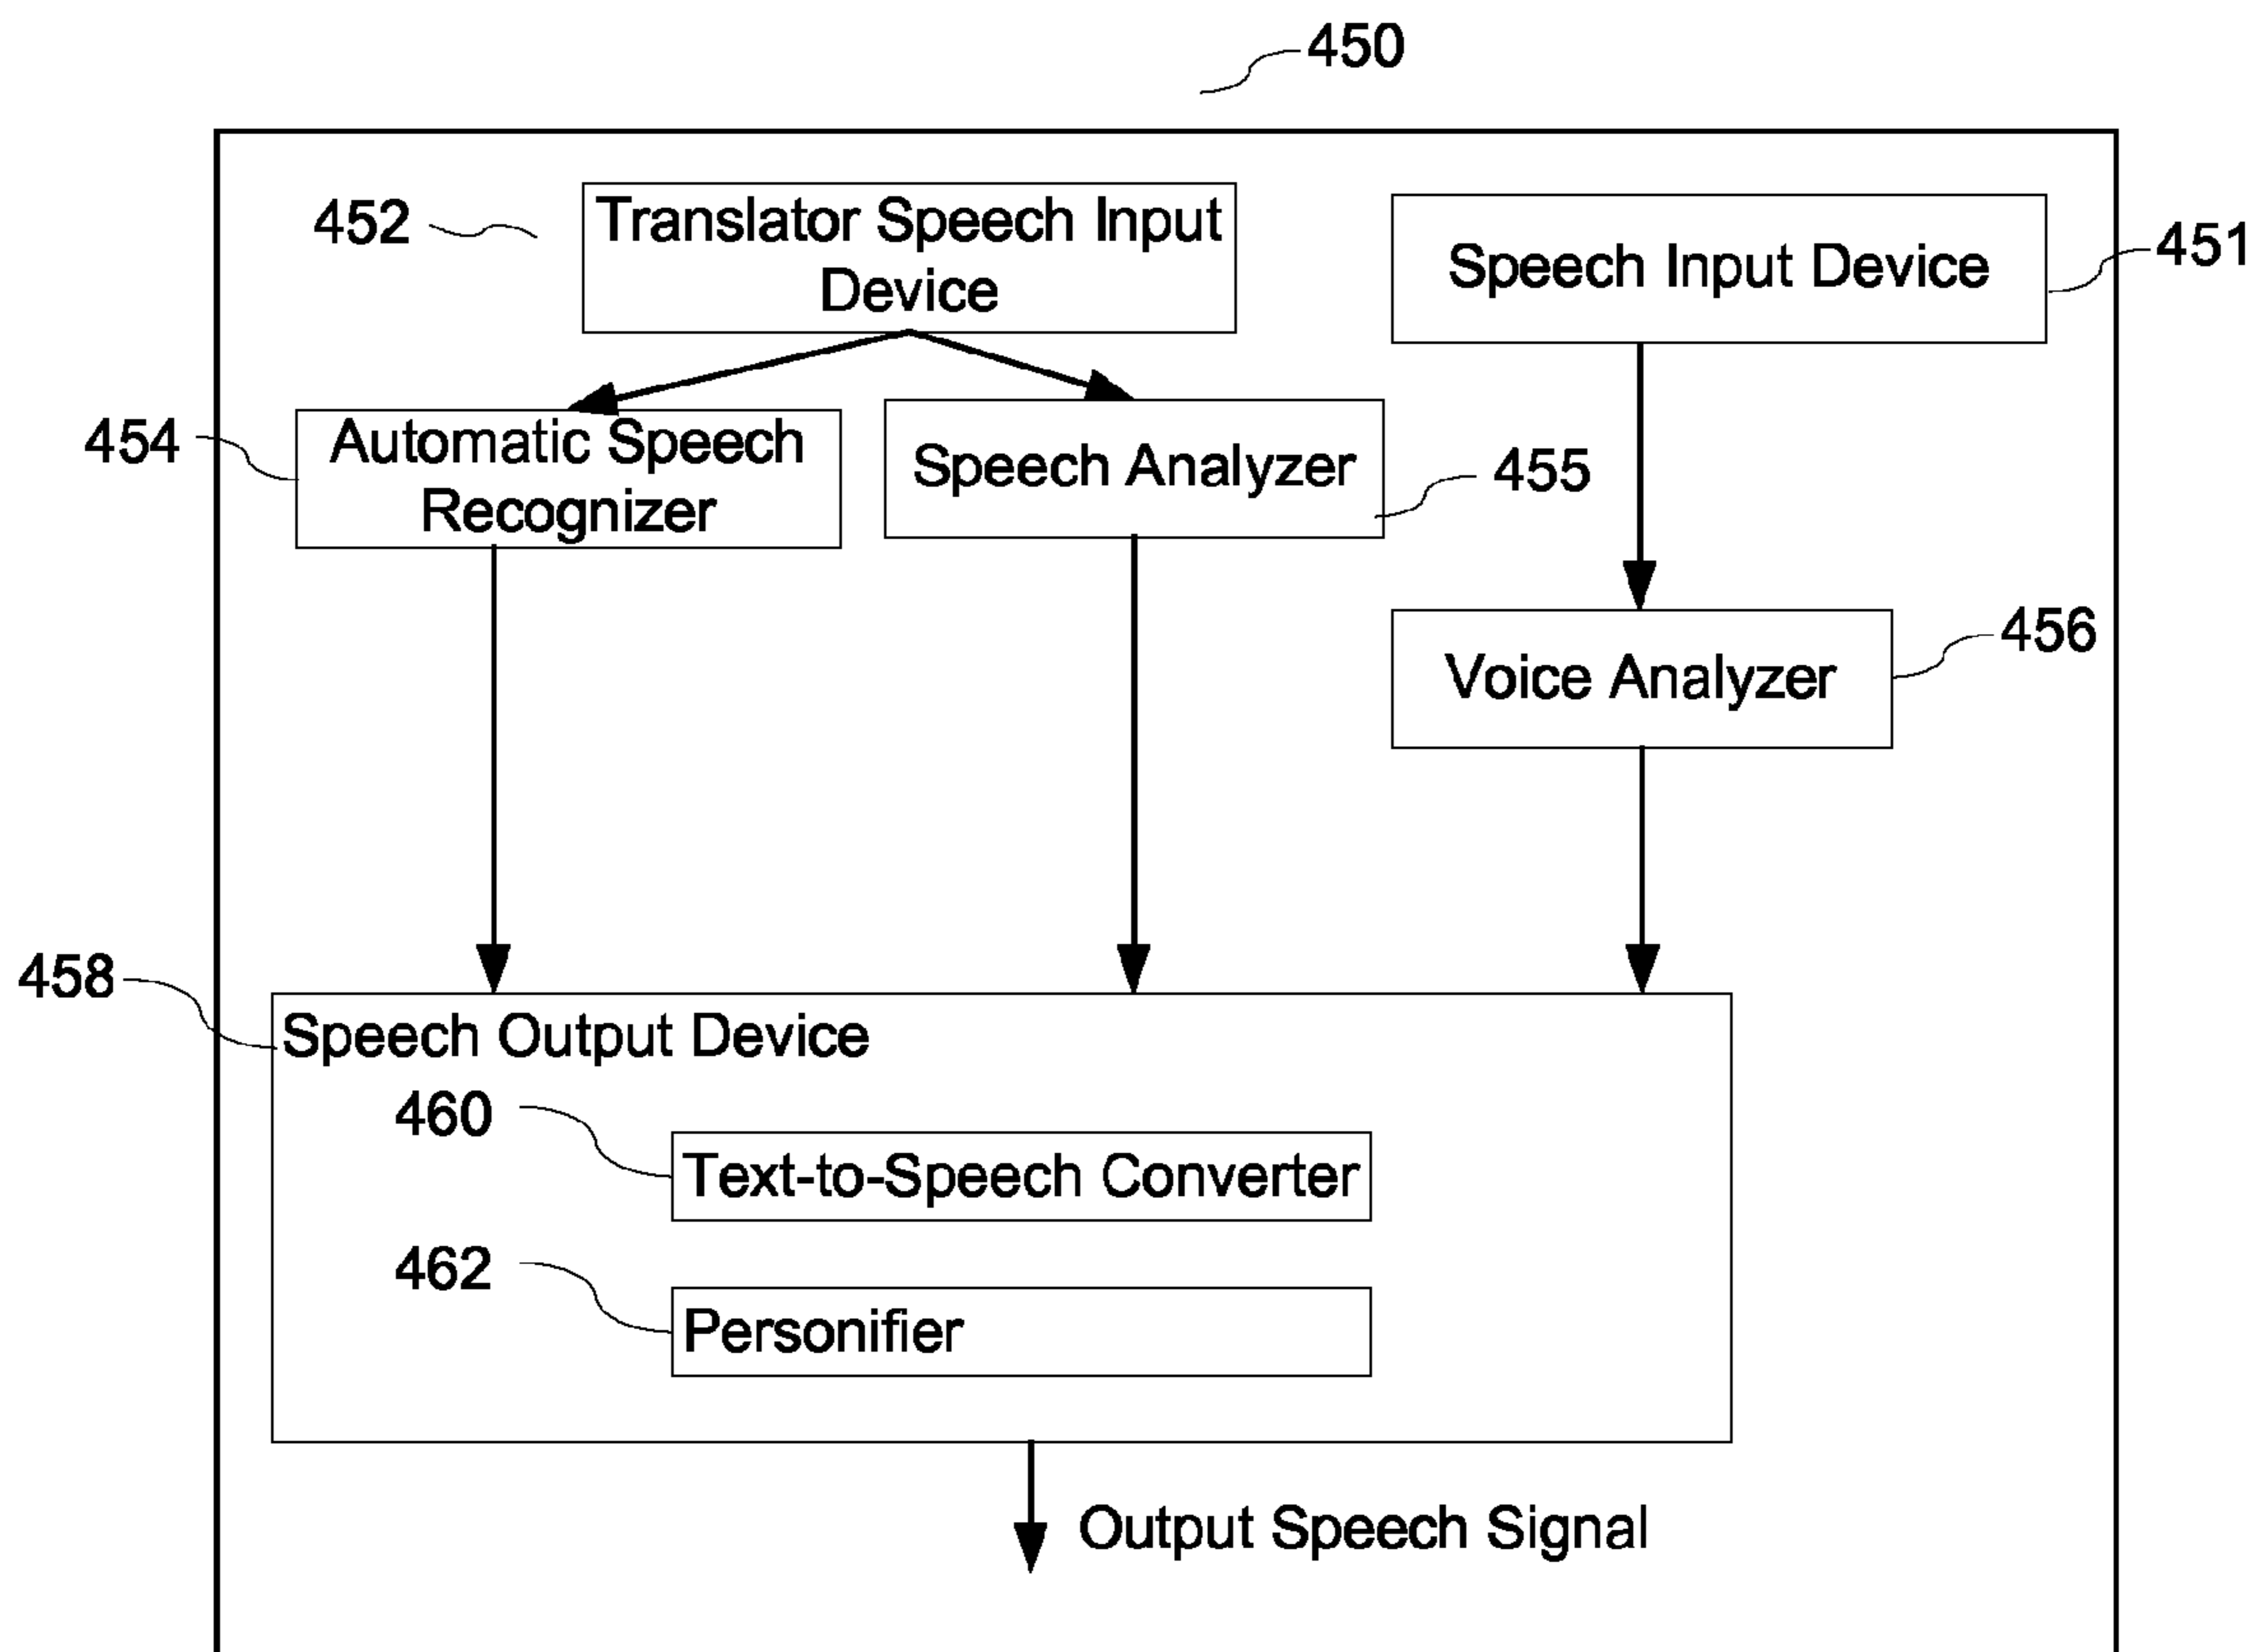 450
452
Translator Speech Input
Device
Speech Input Device
451
454
Automatic Speech
Recognizer
Speech Analyzer
455
Voice Analyzer
456
458
Speech Output Device
460
Text-to-Speech Converter
462
Personifier
Output Speech Signal